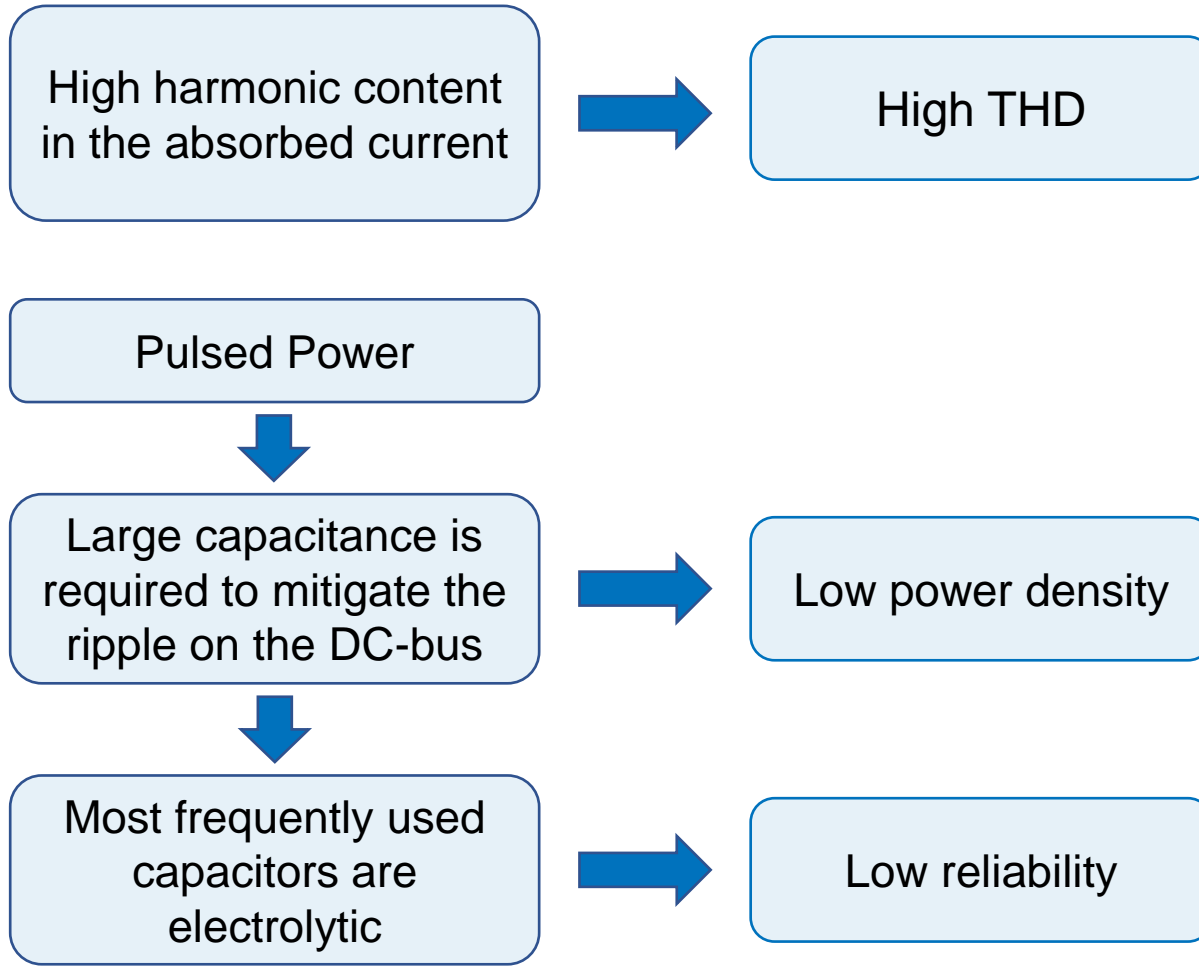 High harmonic content
in the absorbed current
High THD
Pulsed Power
Large capacitance is
required to mitigate the
ripple on the DC-bus
Low power density
Most frequently used
capacitors are
electrolytic
Low reliability